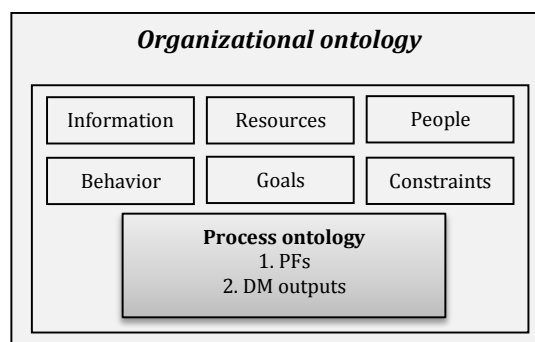 Organizational ontology
Information Resources People
Behavior Goals Constraints
Process ontology
1. PFs
2. DM outputs